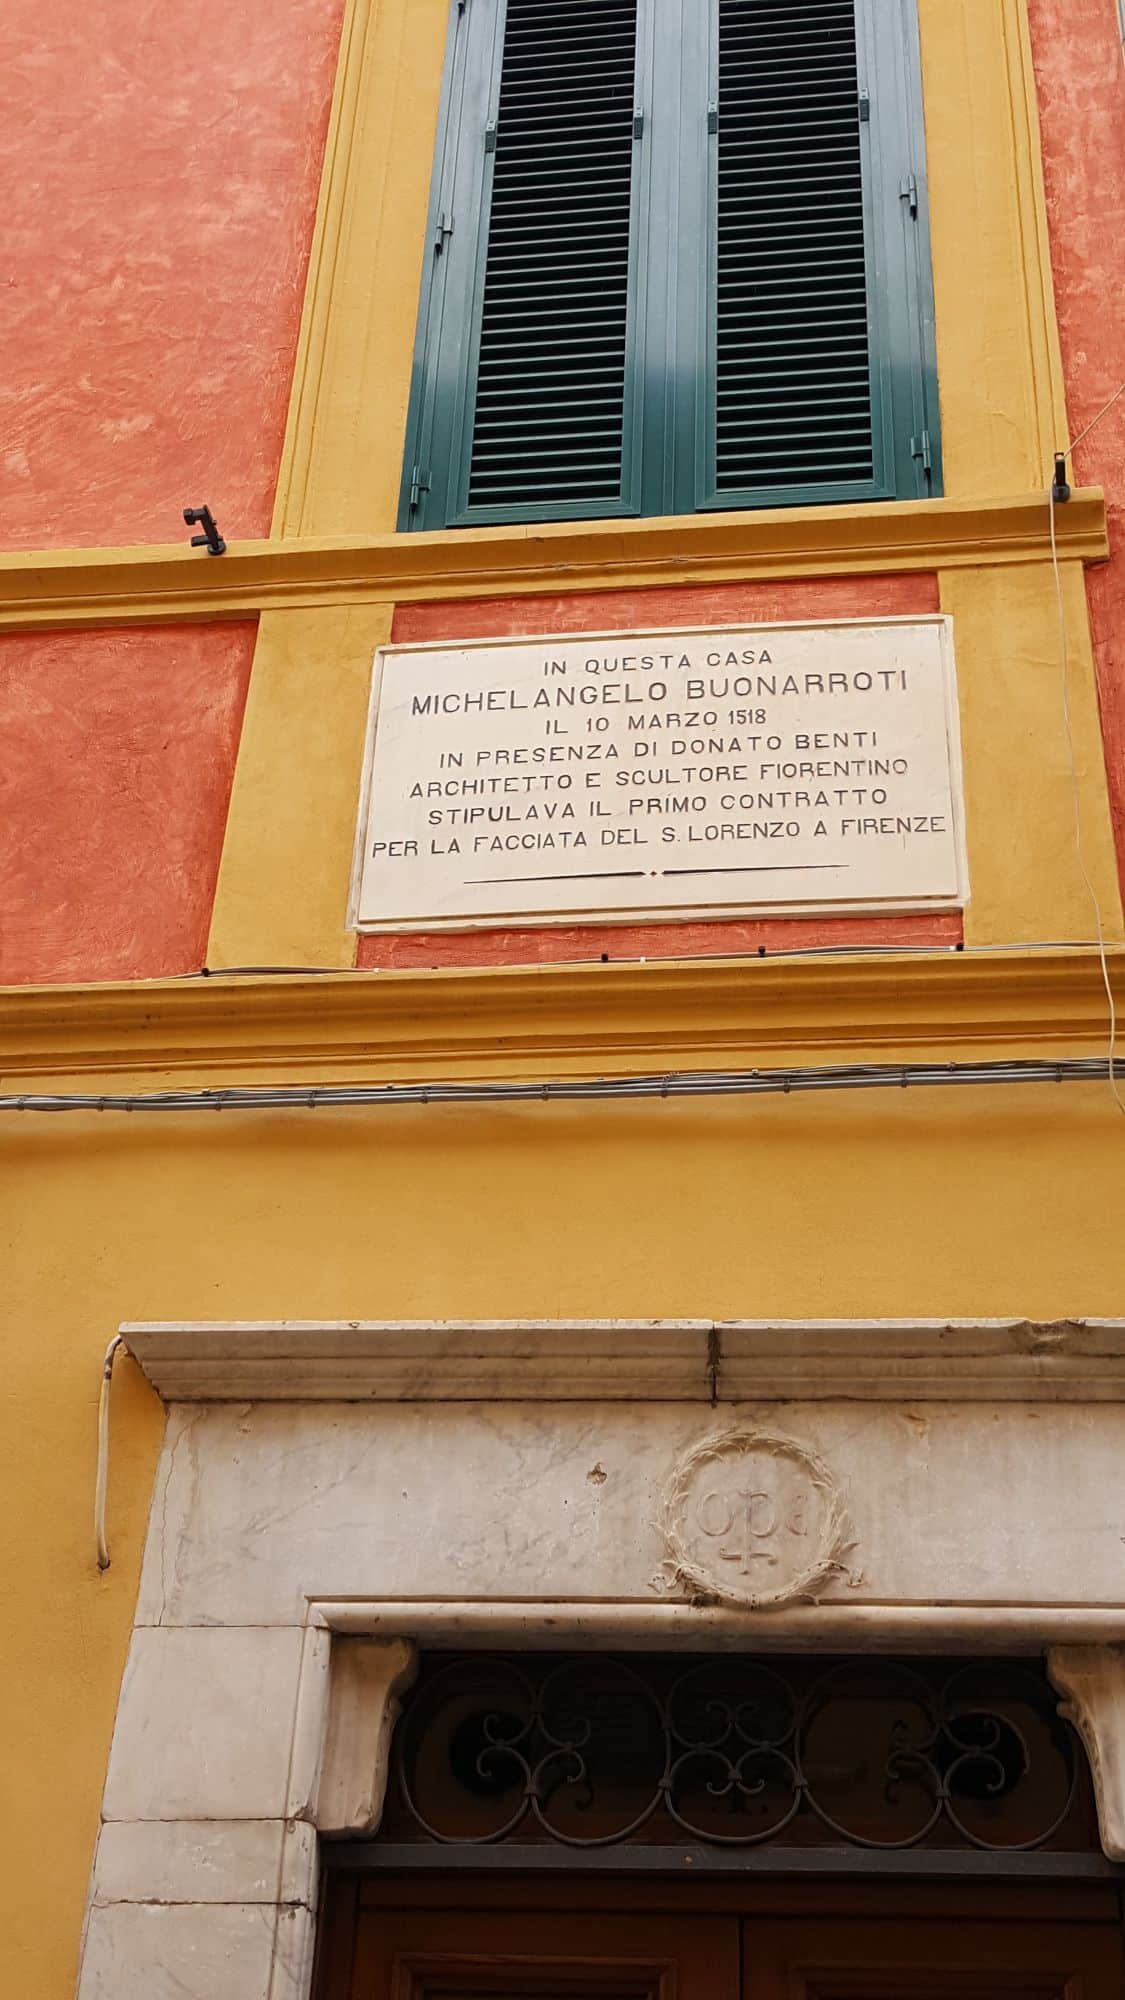 IN QUESTA CASA
MICHELANGELO BUONARROTI
IL 10 MARZO 1518
IN PRESENZA DI DONATO BENTI
ARCHITETTO E SCULTORE FIORENTINO
STIPULAVA IL PRIMO CONTRATTO
PER LA FACCIATA DEL S. LORENZO A FIRENZE